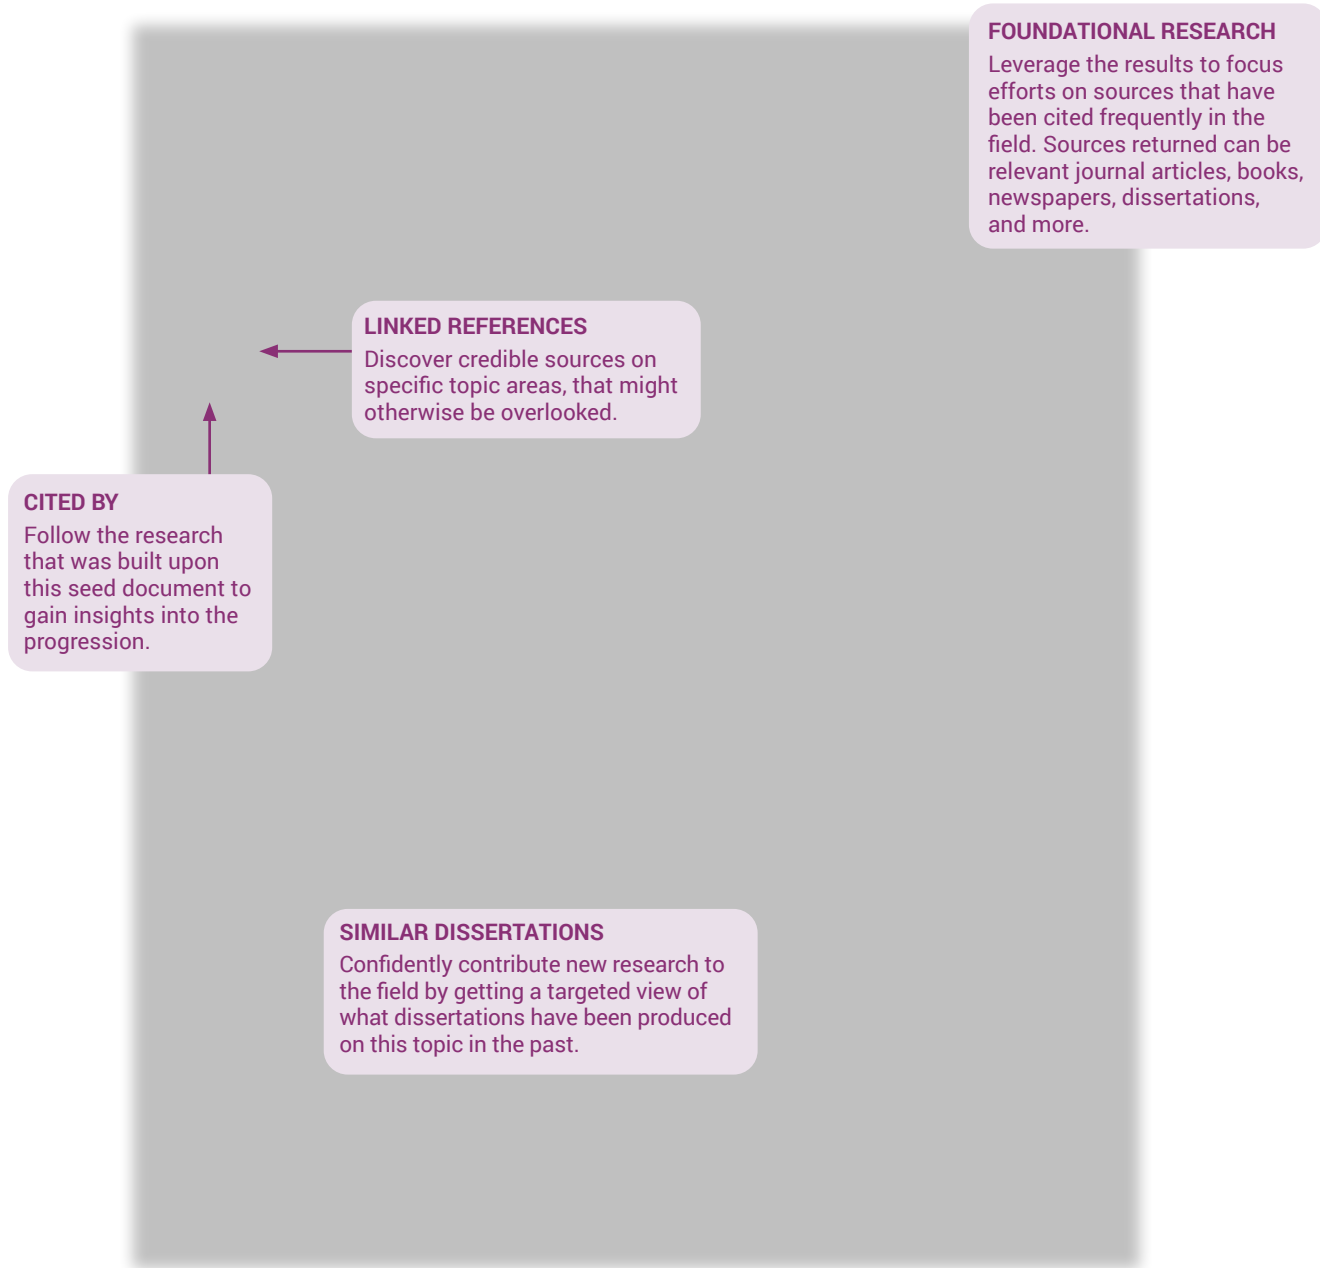 FOUNDATIONAL RESEARCH
Leverage the results to focus
efforts on sources that have
been cited frequently in the
field. Sources returned can be
relevant journal articles, books,
newspapers, dissertations,
and more.
LINKED REFERENCES
Discover credible sources on
specific topic areas, that might
otherwise be overlooked.
CITED BY
Follow the research
that was built upon
this seed document to
gain insights into the
progression.
SIMILAR DISSERTATIONS
Confidently contribute new research to
the field by getting a targeted view of
what dissertations have been produced
on this topic in the past.